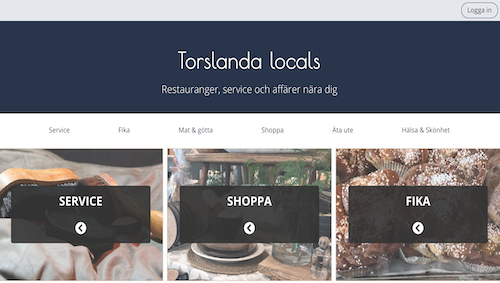 Logga in
Torslanda locals
Restauranger, service och affärer nära dig
Service Fika Mat & götta Shoppa Äta ute Hälsa & Skönhet
SERVICE SHOPPA FIKA